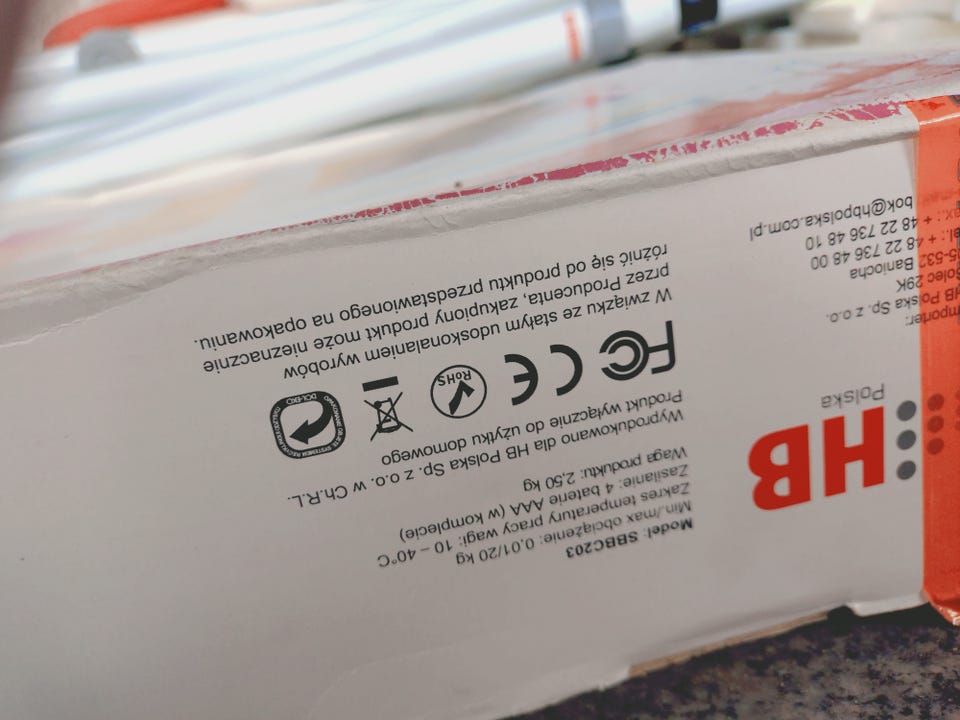 HB
Polska
Importer:
HB Polska Sp. z o.o.
Solec 29K
05-532 Baniocha
tel.: + 48 22 736 48 00
fax.: + 48 22 736 48 10
bok@hbpolska.com.pl
Model: SBBC203
Min./max obciążenie: 0,01/20 kg
Zakres temperatury pracy wagi: 10 – 40°C
Zasilanie: 4 baterie AAA (w komplecie)
Waga produktu: 2,50 kg
Wyprodukowano dla HB Polska Sp. z o.o. w Ch.R.L.
Produkt wyłącznie do użytku domowego
FC CE RoHS
W związku ze stałym udoskonalaniem wyrobów
przez Producenta, zakupiony produkt może nieznacznie
różnić się od produktu przedstawionego na opakowaniu.